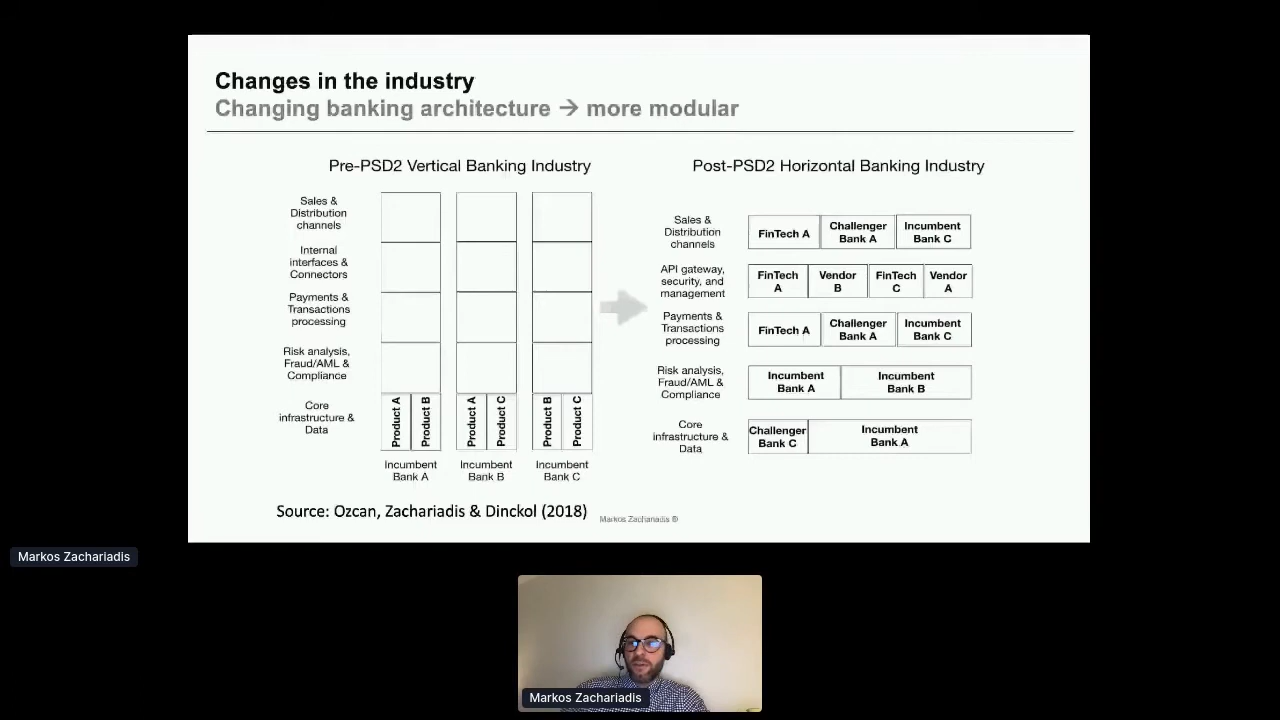 Changes in the industry
Changing banking architecture → more modular
Pre-PSD2 Vertical Banking Industry
Sales &
Distribution
channels
Internal
interfaces &
Connectors
Payments &
Transactions
processing
Risk analysis,
Fraud/AML &
Compliance
Core
infrastructure &
Data
Product A
Product B
Product A
Product C
Product B
Product C
Incumbent
Bank A
Incumbent
Bank B
Incumbent
Bank C
Post-PSD2 Horizontal Banking Industry
Sales &
Distribution
channels
FinTech A
Challenger
Bank A
Incumbent
Bank C
API gateway,
security, and
management
FinTech
A
Vendor
B
FinTech
C
Vendor
A
Payments &
Transactions
processing
FinTech A
Challenger
Bank A
Incumbent
Bank C
Risk analysis,
Fraud/AML &
Compliance
Incumbent
Bank A
Incumbent
Bank B
Core
infrastructure &
Data
Challenger
Bank C
Incumbent
Bank A
Source: Ozcan, Zachariadis & Dinckol (2018)
Markos Zachariadis ®
Markos Zachariadis
Markos Zachariadis